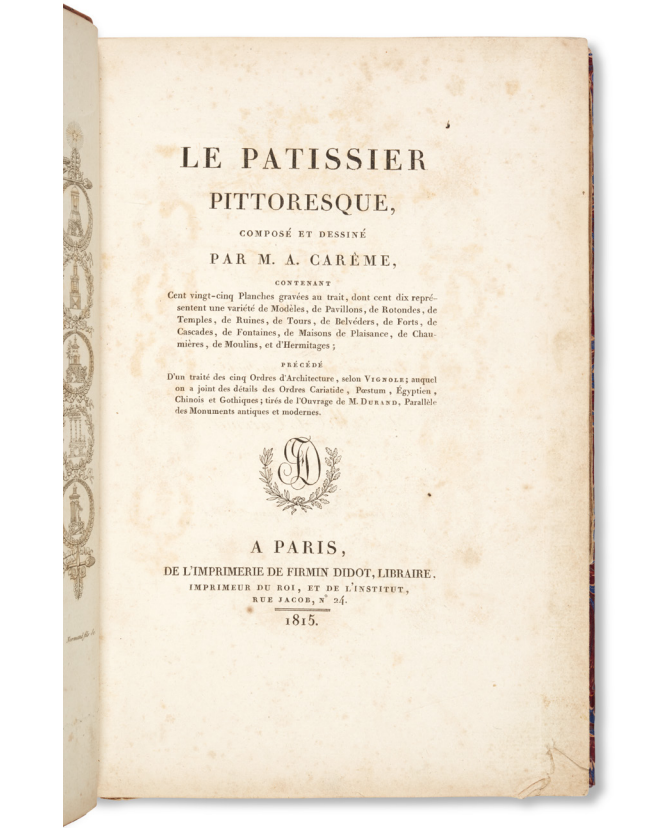 LE PATISSIER
PITTORESQUE,
COMPOSÉ ET DESSINÉ
PAR M. A. CARÊME,
CONTENANT
Cent vingt-cinq Planches gravées au trait, dont cent dix repré-
sentent une variété de Modèles, de Pavillons, de Rotondes, de
Temples, de Ruines, de Tours, de Belvéders, de Forts, de
Cascades, de Fontaines, de Maisons de Plaisance, de Chau-
mières, de Moulins, et d'Hermitages;
PRÉCÉDÉ
D'un traité des cinq Ordres d'Architecture, selon VIGNOLE; auquel
on a joint des détails des Ordres Cariatide, Pœstum, Égyptien,
Chinois et Gothiques; tirés de l'Ouvrage de M. DURAND, Parallèle
des Monuments antiques et modernes.
FD
A PARIS,
DE L'IMPRIMERIE DE FIRMIN DIDOT, LIBRAIRE,
IMPRIMEUR DU ROI, ET DE L'INSTITUT,
RUE JACOB, N° 24.
1815.